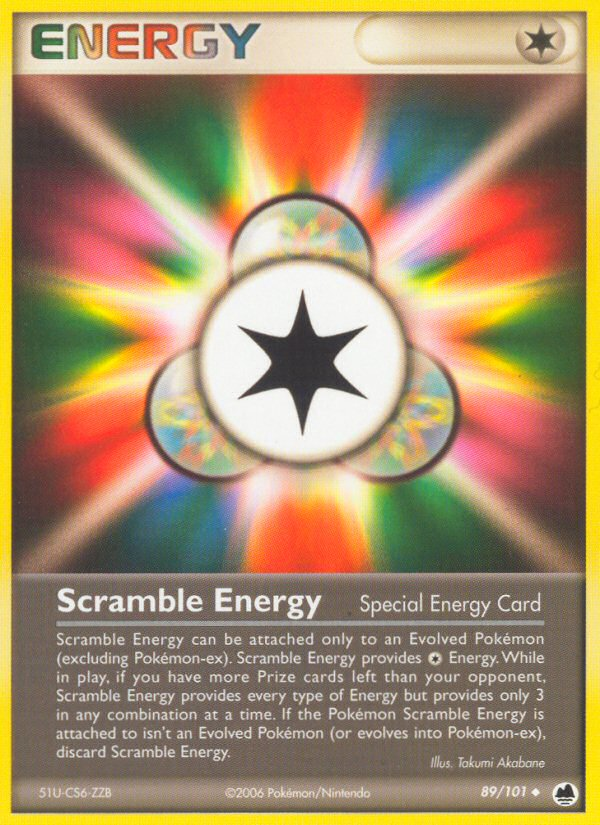 ENERGY
Scramble Energy Special Energy Card
Scramble Energy can be attached only to an Evolved Pokémon
(excluding Pokémon-ex). Scramble Energy provides Energy. While
in play, if you have more Prize cards left than your opponent,
Scramble Energy provides every type of Energy but provides only 3
in any combination at a time. If the Pokémon Scramble Energy is
attached to isn't an Evolved Pokémon (or evolves into Pokémon-ex),
discard Scramble Energy.
Illus. Takumi Akabane
51U-CS6-ZZB ©2006 Pokémon/Nintendo 89/101